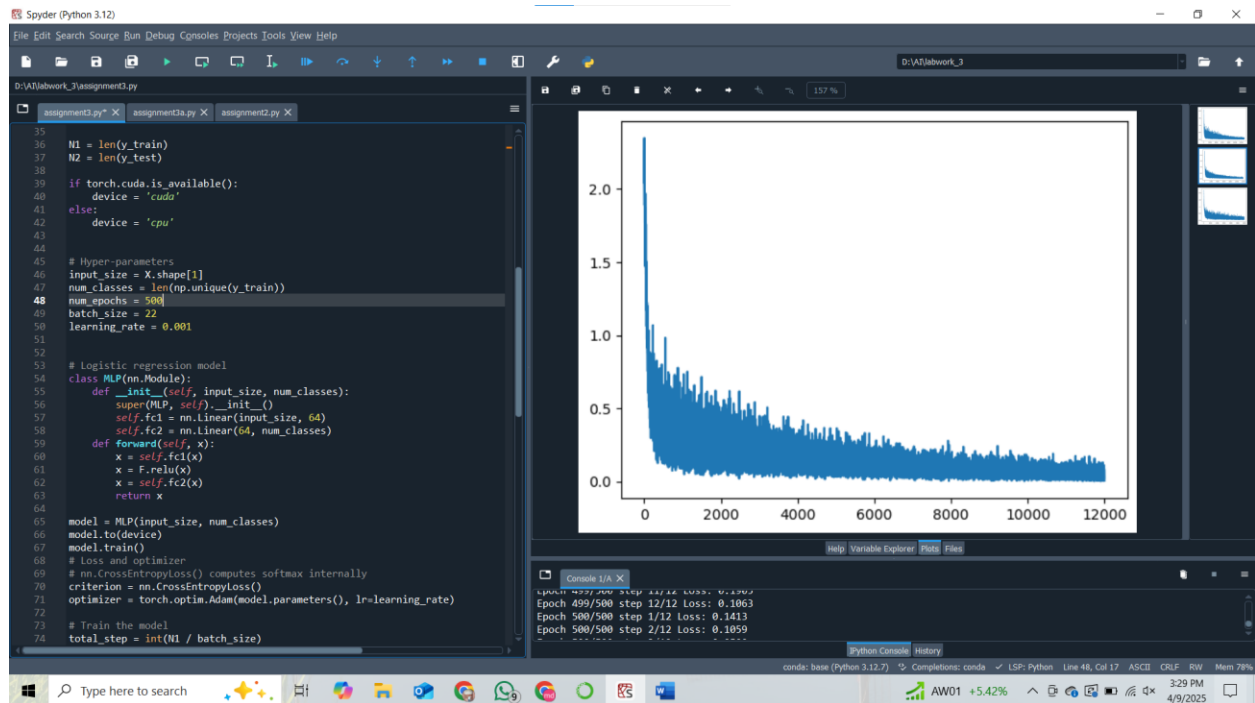 Spyder (Python 3.12)
File Edit Search Source Run Debug Consoles Projects Tools View Help
D:\AI\labwork_3
D:\AI\labwork_3\assignment3.py
assignment3.py* X assignment3a.py X assignment2.py X
157 %
35
36 N1 = len(y_train)
37 N2 = len(y_test)
38
39 if torch.cuda.is_available():
40 device = 'cuda'
41 else:
42 device = 'cpu'
43
44
45 # Hyper-parameters
46 input_size = X.shape[1]
47 num_classes = len(np.unique(y_train))
48 num_epochs = 500
49 batch_size = 22
50 learning_rate = 0.001
51
52
53 # Logistic regression model
54 class MLP(nn.Module):
55 def __init__(self, input_size, num_classes):
56 super(MLP, self).__init__()
57 self.fc1 = nn.Linear(input_size, 64)
58 self.fc2 = nn.Linear(64, num_classes)
59 def forward(self, x):
60 x = self.fc1(x)
61 x = F.relu(x)
62 x = self.fc2(x)
63 return x
64
65 model = MLP(input_size, num_classes)
66 model.to(device)
67 model.train()
68 # Loss and optimizer
69 # nn.CrossEntropyLoss() computes softmax internally
70 criterion = nn.CrossEntropyLoss()
71 optimizer = torch.optim.Adam(model.parameters(), lr=learning_rate)
72
73 # Train the model
74 total_step = int(N1 / batch_size)
2.0
1.5
1.0
0.5
0.0
0 2000 4000 6000 8000 10000 12000
Help Variable Explorer Plots Files
Console 1/A X
Epoch 499/500 step 12/12 Loss: 0.1063
Epoch 500/500 step 1/12 Loss: 0.1413
Epoch 500/500 step 2/12 Loss: 0.1059
IPython Console History
conda: base (Python 3.12.7) Completions: conda LSP: Python Line 48, Col 17 ASCII CRLF RW Mem 78%
Type here to search
AW01 +5.42%
3:29 PM
4/9/2025